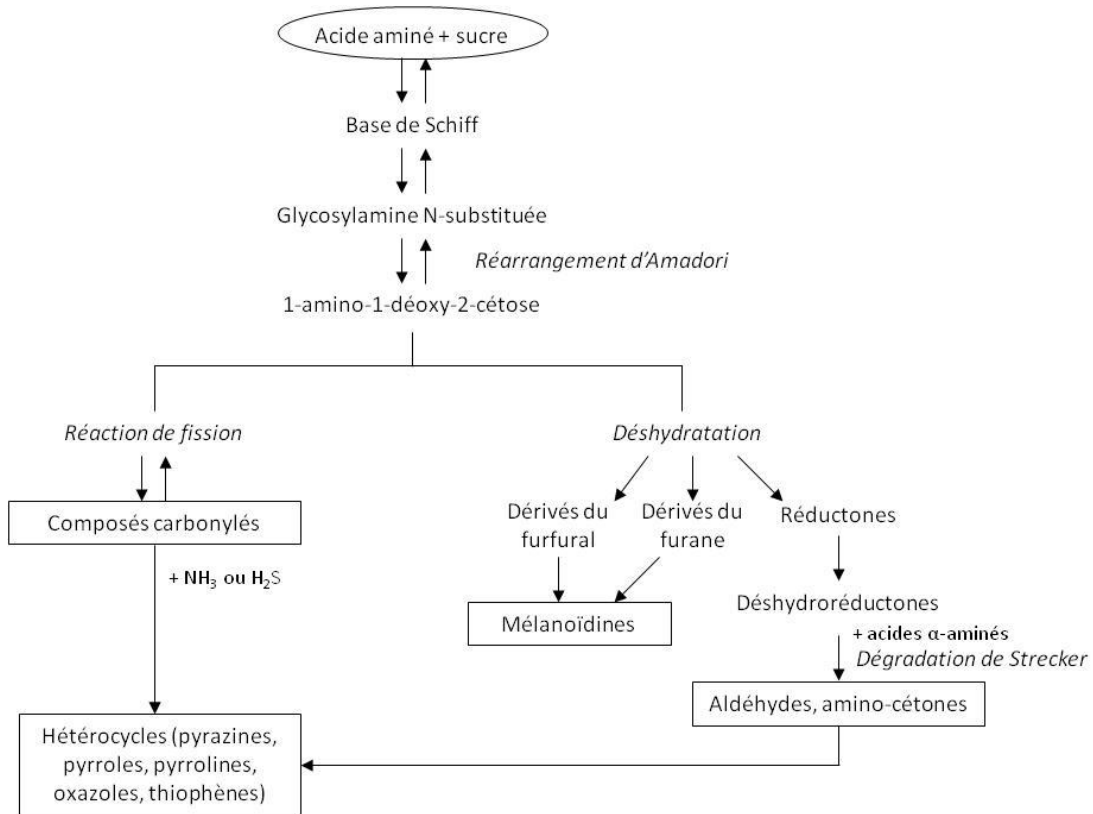 Acide aminé + sucre
Base de Schiff
Glycosylamine N-substituée
Réarrangement d'Amadori
1-amino-1-déoxy-2-cétose
Réaction de fission
Composés carbonylés
+ NH₃ ou H₂S
Déshydratation
Dérivés du
furfural
Dérivés du
furane
Réductones
Mélanoïdines
Déshydroréductones
+ acides α-aminés
Dégradation de Strecker
Aldéhydes, amino-cétones
Hétérocycles (pyrazines,
pyrroles, pyrrolines,
oxazoles, thiophènes)